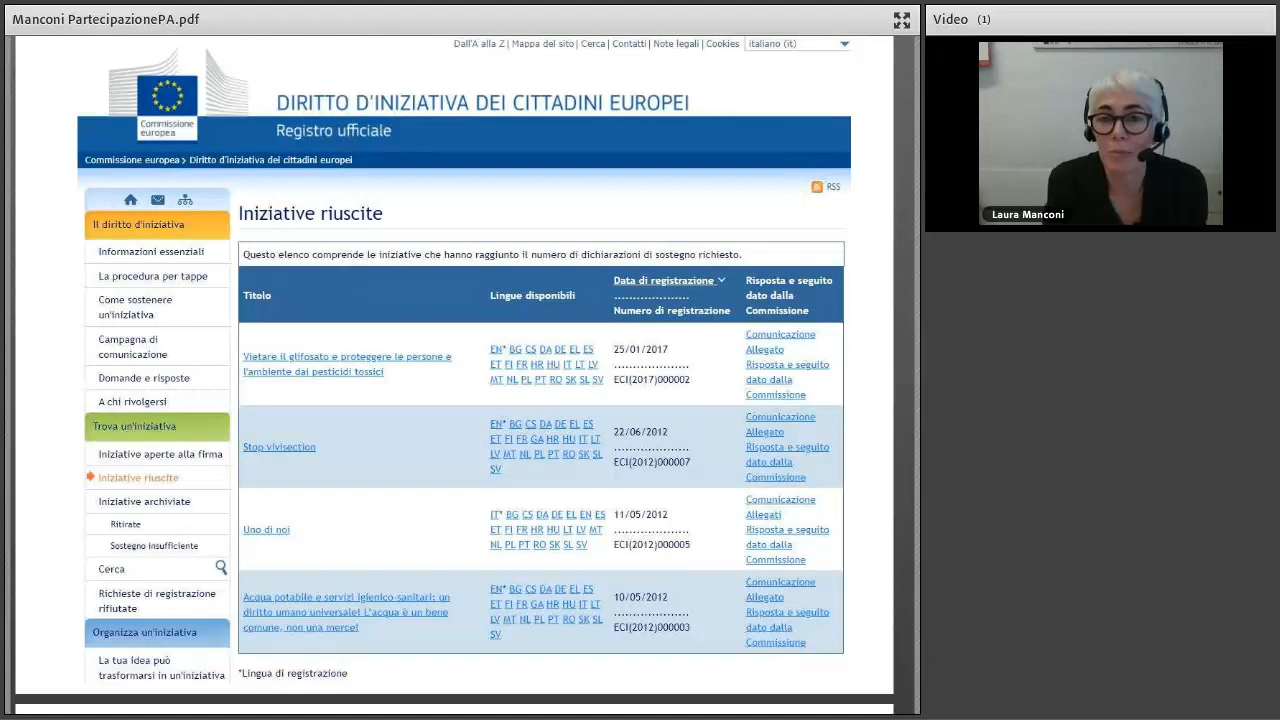 Manconi PartecipazionePA.pdf
Video (1)
Dall'A alla Z | Mappa del sito | Cerca | Contatti | Note legali | Cookies italiano (it)
Commissione
europea
DIRITTO D'INIZIATIVA DEI CITTADINI EUROPEI
Registro ufficiale
Commissione europea > Diritto d'iniziativa dei cittadini europei
RSS
Laura Manconi
Il diritto d'iniziativa
Informazioni essenziali
La procedura per tappe
Come sostenere
un'iniziativa
Campagna di
comunicazione
Domande e risposte
A chi rivolgersi
Trova un'iniziativa
Iniziative aperte alla firma
Iniziative riuscite
Iniziative archiviate
Ritirate
Sostegno insufficiente
Cerca
Richieste di registrazione
rifiutate
Organizza un'iniziativa
La tua idea può
trasformarsi in un'iniziativa
Iniziative riuscite
Questo elenco comprende le iniziative che hanno raggiunto il numero di dichiarazioni di sostegno richiesto.
Titolo
Lingue disponibili
Data di registrazione
...................
Numero di registrazione
Risposta e seguito
dato dalla
Commissione
Vietare il glifosato e proteggere le persone e
l'ambiente dai pesticidi tossici
EN* BG CS DA DE EL ES
ET FI FR HR HU IT LT LV
MT NL PL PT RO SK SL SV
25/01/2017
...................
ECI(2017)000002
Comunicazione
Allegato
Risposta e seguito
dato dalla
Commissione
Stop vivisection
EN* BG CS DA DE EL ES
ET FI FR GA HR HU IT LT
LV MT NL PL PT RO SK SL
SV
22/06/2012
...................
ECI(2012)000007
Comunicazione
Allegato
Risposta e seguito
dato dalla
Commissione
Uno di noi
IT* BG CS DA DE EL EN ES
ET FI FR HR HU LT LV MT
NL PL PT RO SK SL SV
11/05/2012
...................
ECI(2012)000005
Comunicazione
Allegati
Risposta e seguito
dato dalla
Commissione
Acqua potabile e servizi igienico-sanitari: un
diritto umano universale! L'acqua è un bene
comune, non una merce!
EN* BG CS DA DE EL ES
ET FI FR GA HR HU IT LT
LV MT NL PL PT RO SK SL
SV
10/05/2012
...................
ECI(2012)000003
Comunicazione
Allegato
Risposta e seguito
dato dalla
Commissione
*Lingua di registrazione